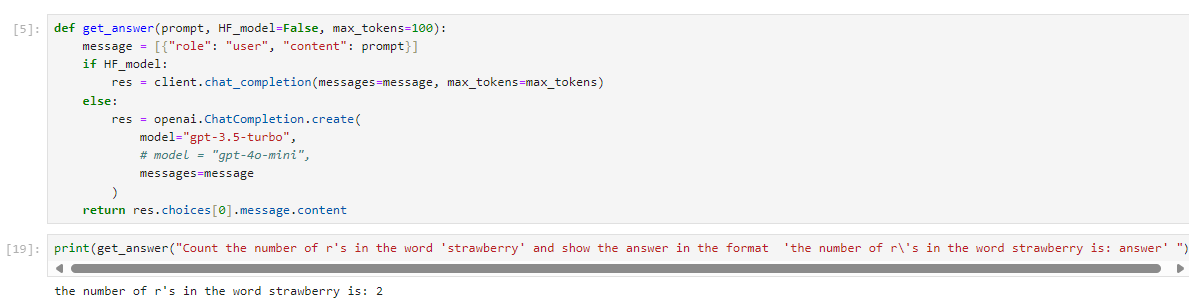 [5]: def get_answer(prompt, HF_model=False, max_tokens=100):
    message = [{"role": "user", "content": prompt}]
    if HF_model:
        res = client.chat_completion(messages=message, max_tokens=max_tokens)
    else:
        res = openai.ChatCompletion.create(
            model="gpt-3.5-turbo",
            # model = "gpt-4o-mini",
            messages=message
        )
    return res.choices[0].message.content
[19]: print(get_answer("Count the number of r's in the word 'strawberry' and show the answer in the format  'the number of r\'s in the word strawberry is: answer' ")
the number of r's in the word strawberry is: 2